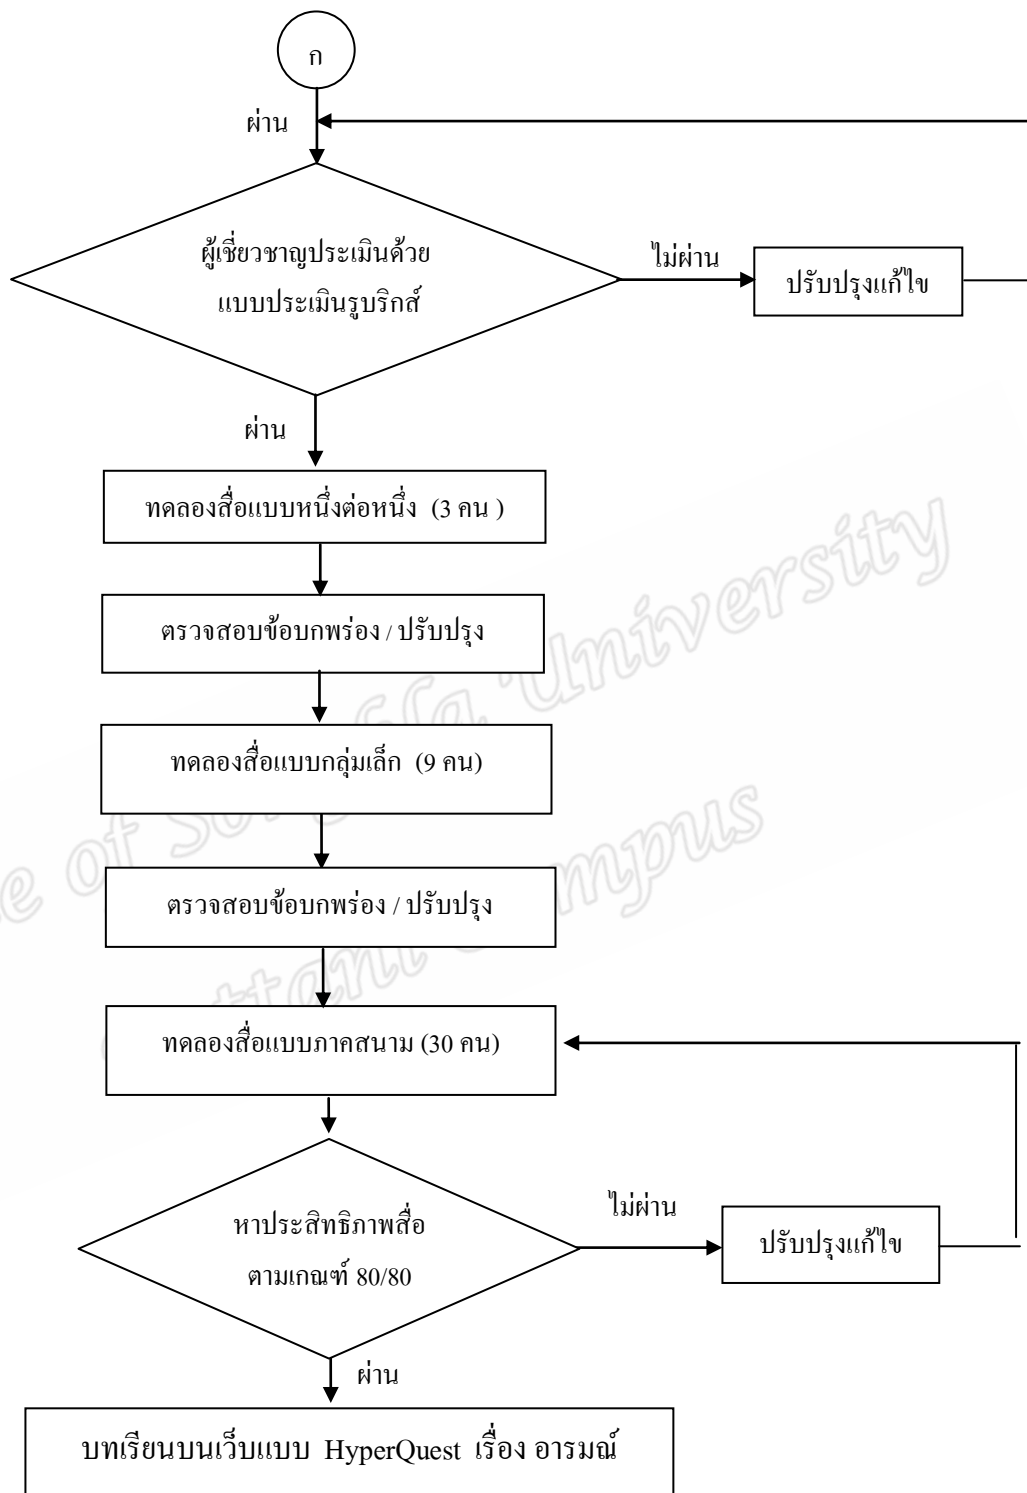 ก
ผ่าน
ผู้เชี่ยวชาญประเมินด้วย
แบบประเมินรูบริกส์
ไม่ผ่าน
ปรับปรุงแก้ไข
ผ่าน
ทดลองสื่อแบบหนึ่งต่อหนึ่ง (3 คน )
ตรวจสอบข้อบกพร่อง / ปรับปรุง
ทดลองสื่อแบบกลุ่มเล็ก (9 คน)
ตรวจสอบข้อบกพร่อง / ปรับปรุง
ทดลองสื่อแบบภาคสนาม (30 คน)
หาประสิทธิภาพสื่อ
ตามเกณฑ์ 80/80
ไม่ผ่าน
ปรับปรุงแก้ไข
ผ่าน
บทเรียนบนเว็บแบบ HyperQuest เรื่อง อารมณ์
of University